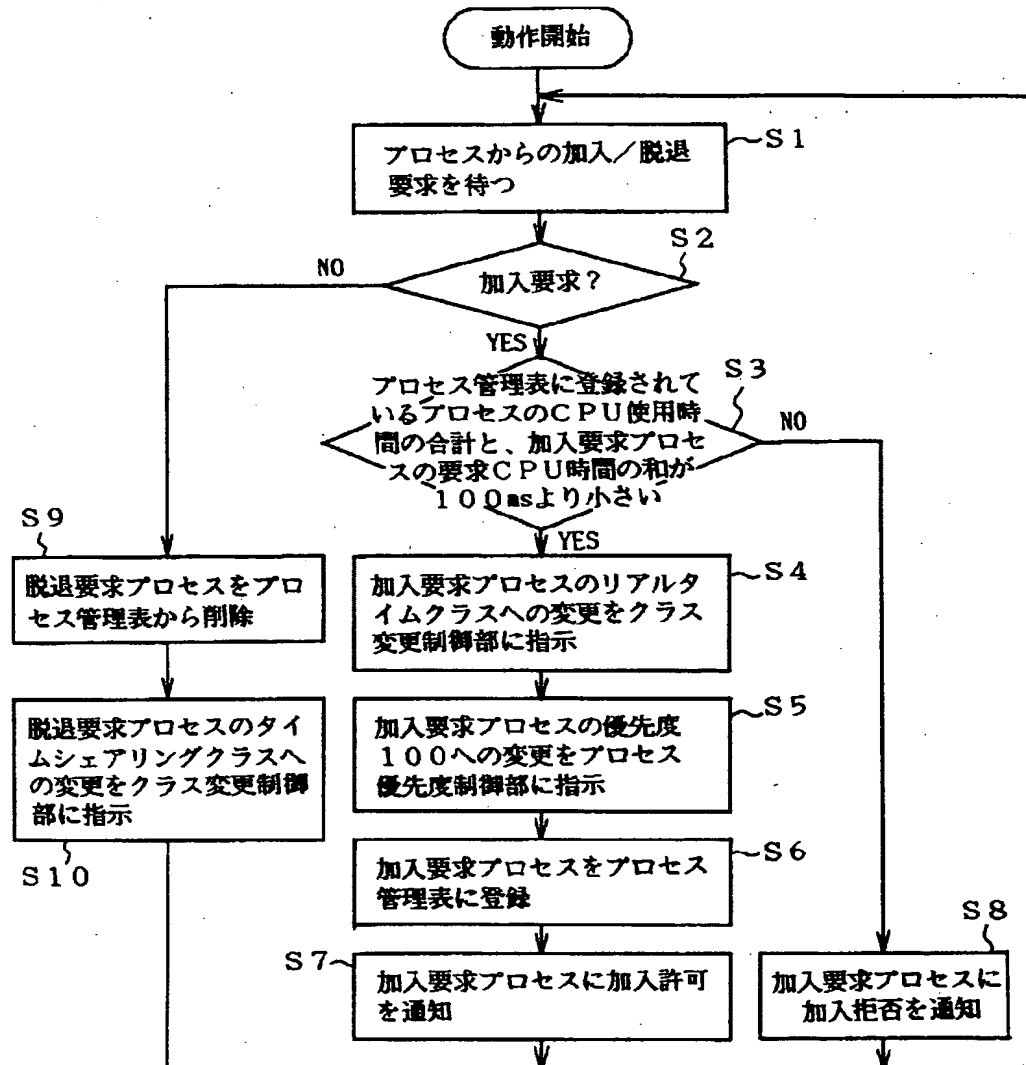 動作開始
プロセスからの加入／脱退
要求を待つ
S1
S2
加入要求？
NO
YES
プロセス管理表に登録されて
いるプロセスのCPU使用時
間の合計と、加入要求プロセ
スの要求CPU時間の和が
100msより小さい
S3
NO
YES
S9
脱退要求プロセスをプロ
セス管理表から削除
加入要求プロセスのリアルタ
イムクラスへの変更をクラス
変更制御部に指示
S4
脱退要求プロセスのタイ
ムシェアリングクラスへ
の変更をクラス変更制御
部に指示
S10
加入要求プロセスの優先度
100への変更をプロセス
優先度制御部に指示
S5
加入要求プロセスをプロセス
管理表に登録
S6
S7
加入要求プロセスに加入許可
を通知
S8
加入要求プロセスに
加入拒否を通知